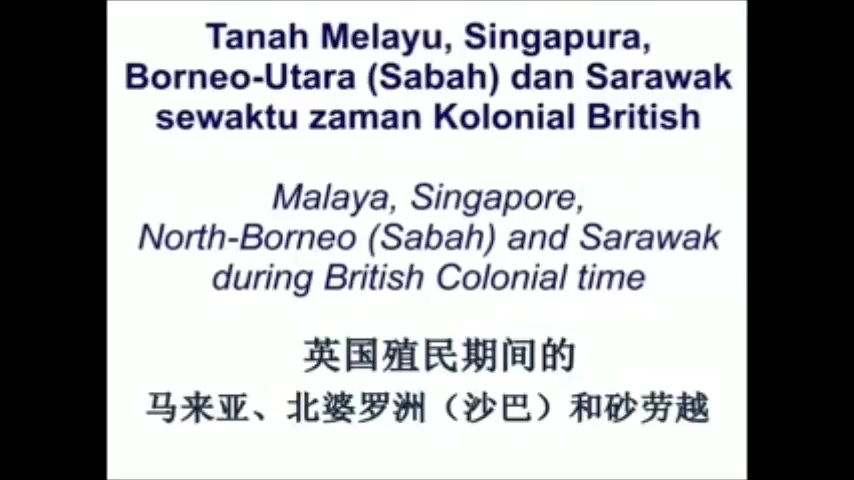 Tanah Melayu, Singapura,
Borneo-Utara (Sabah) dan Sarawak
sewaktu zaman Kolonial British
Malaya, Singapore,
North-Borneo (Sabah) and Sarawak
during British Colonial time
英国殖民期间的
马来亚、北婆罗洲（沙巴）和砂劳越